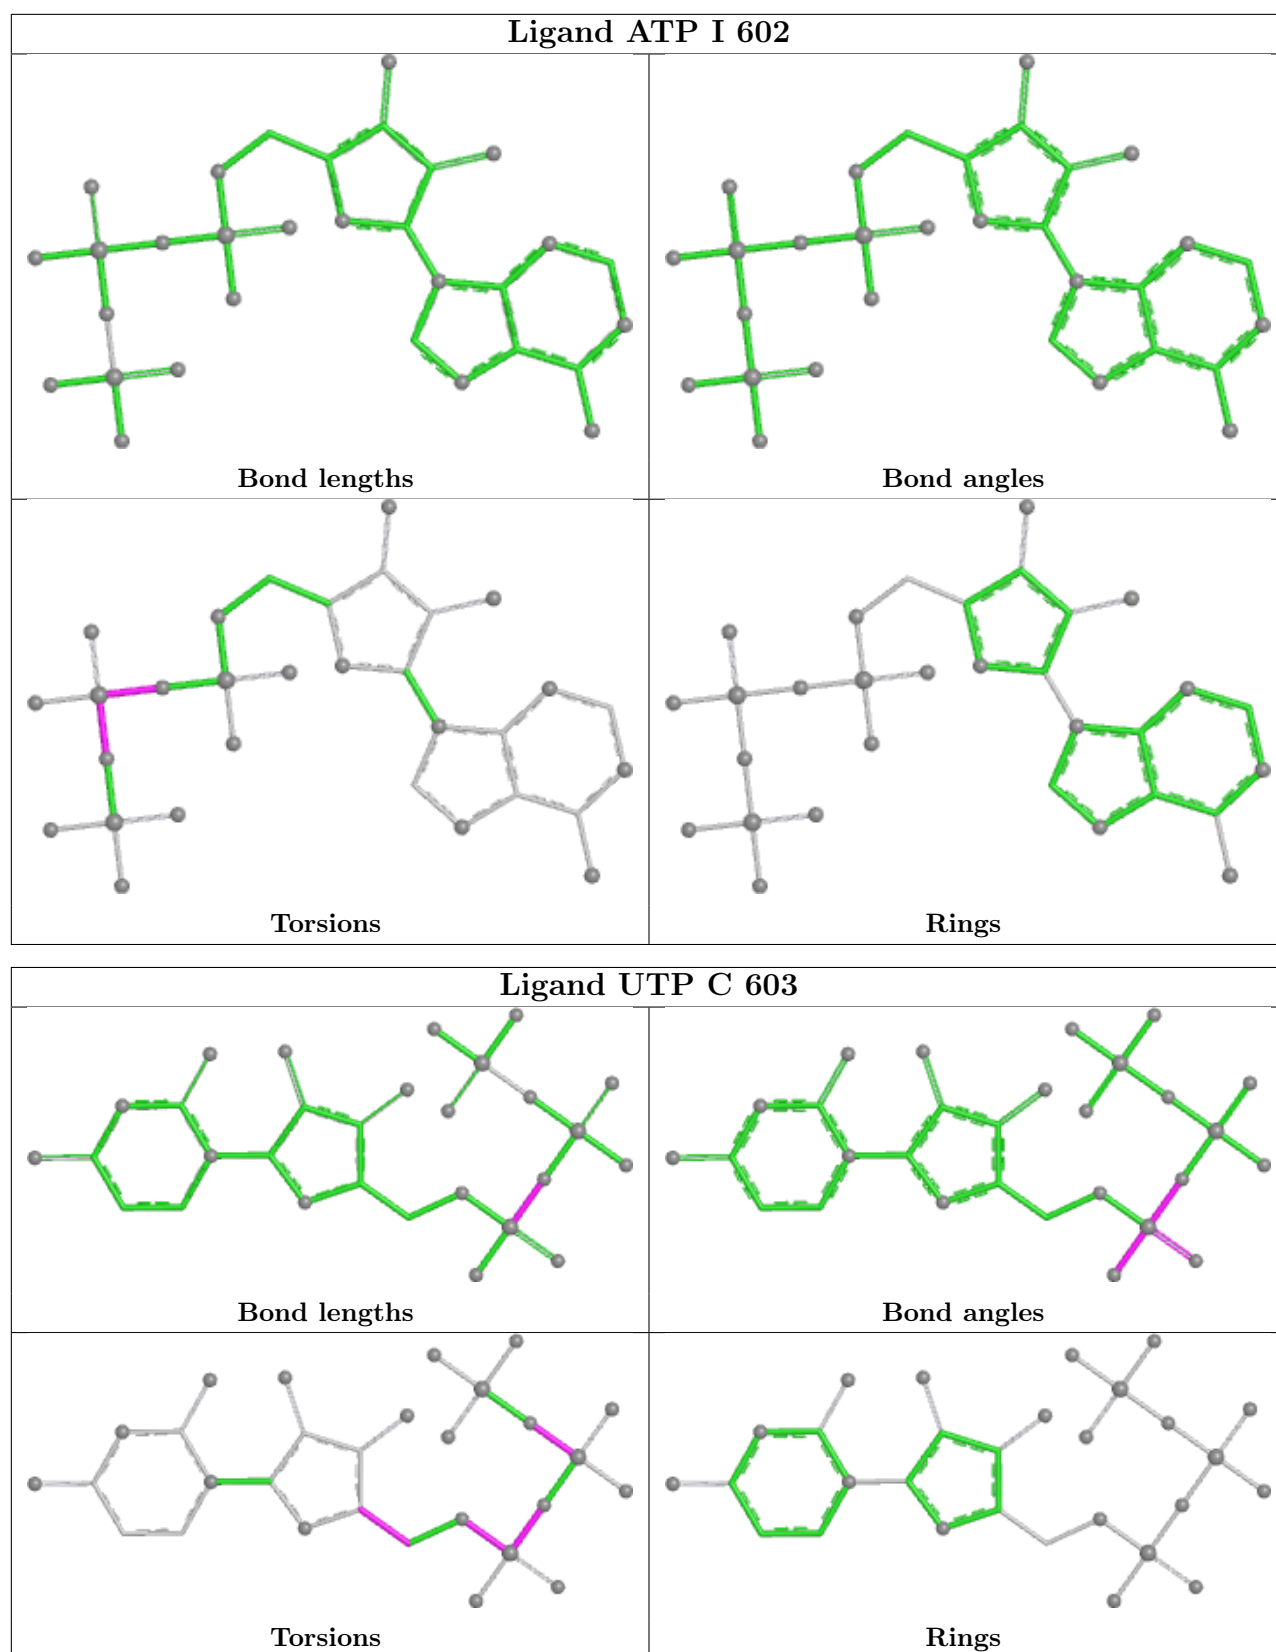 Ligand ATP I 602
Bond lengths
Bond angles
Torsions
Rings
Ligand UTP C 603
Bond lengths
Bond angles
Torsions
Rings